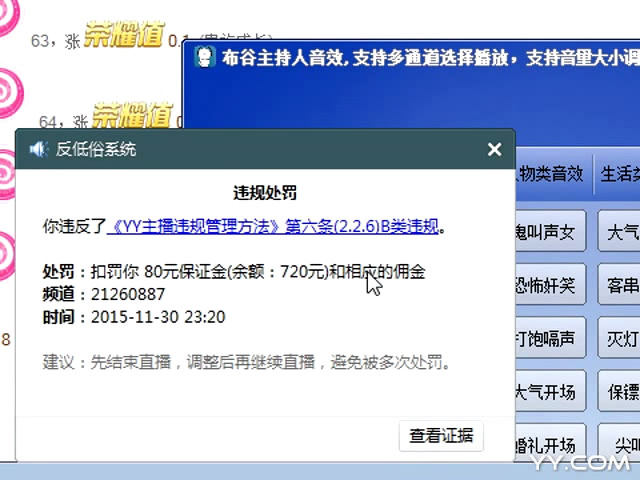 63，张 荣耀值 0.1 (贵族成长)
布谷主持人音效,支持多通道选择播放，支持音量大小调
64，张 荣耀值 0
反低俗系统
违规处罚
你违反了《YY主播违规管理方法》第六条(2.2.6)B类违规。
处罚：扣罚你 80元保证金(余额：720元)和相应的佣金
频道：21260887
时间：2015-11-30 23:20
建议：先结束直播，调整后再继续直播，避免被多次处罚。
查看证据
物类音效
生活类
鬼叫声女
大气
恐怖奸笑
客串
打饱嗝声
灭灯
大气开场
保镖
婚礼开场
尖叫
8
YY.COM